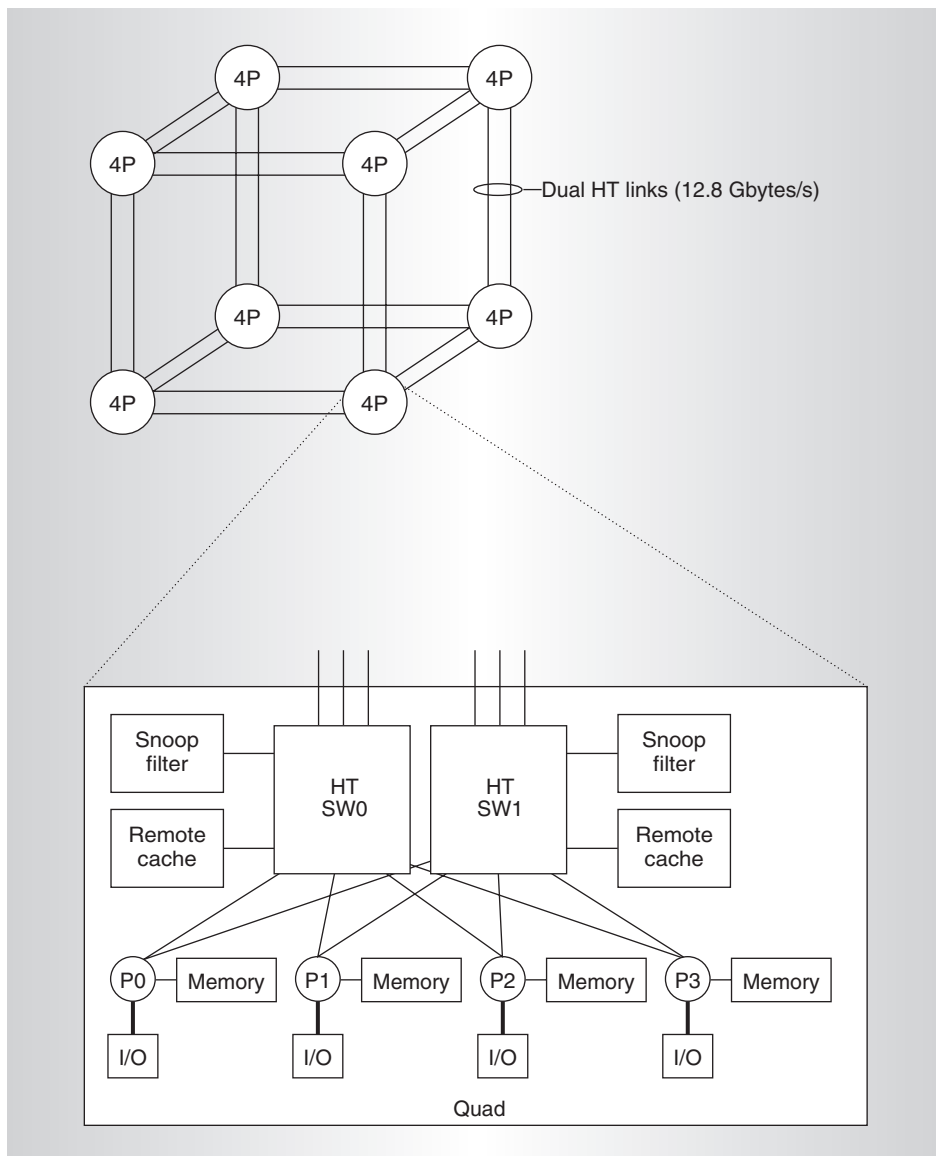 4P
4P
4P
4P
Dual HT links (12.8 Gbytes/s)
4P
4P
4P
4P
Snoop
filter
HT
SW0
HT
SW1
Snoop
filter
Remote
cache
Remote
cache
P0
Memory
P1
Memory
P2
Memory
P3
Memory
I/O
I/O
I/O
I/O
Quad